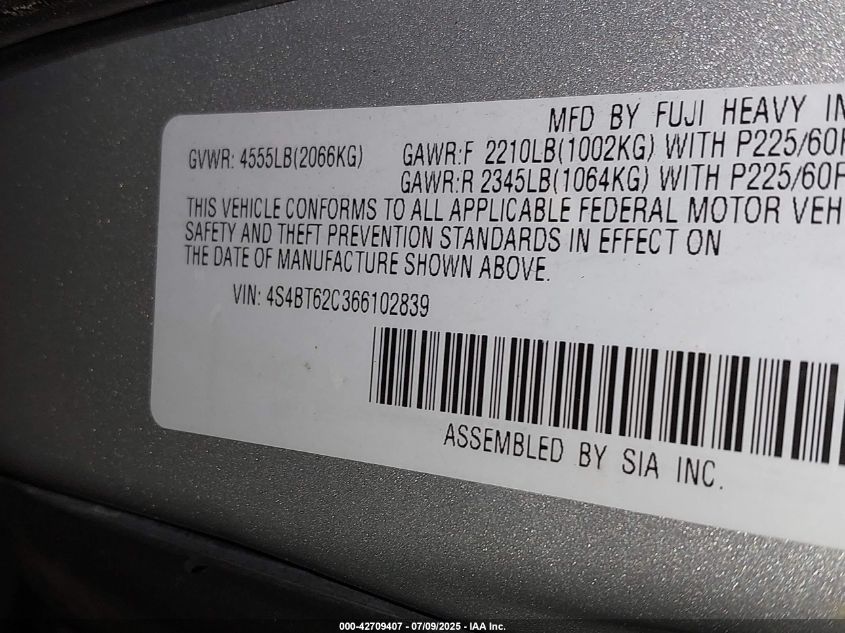 MFD BY FUJI HEAVY IN
GVWR: 4555LB(2066KG) GAWR:F 2210LB(1002KG) WITH P225/60R
GAWR:R 2345LB(1064KG) WITH P225/60R
THIS VEHICLE CONFORMS TO ALL APPLICABLE FEDERAL MOTOR VEH
SAFETY AND THEFT PREVENTION STANDARDS IN EFFECT ON
THE DATE OF MANUFACTURE SHOWN ABOVE.
VIN: 4S4BT62C366102839
ASSEMBLED BY SIA INC.
000-42709407 - 07/09/2025 - IAA Inc.